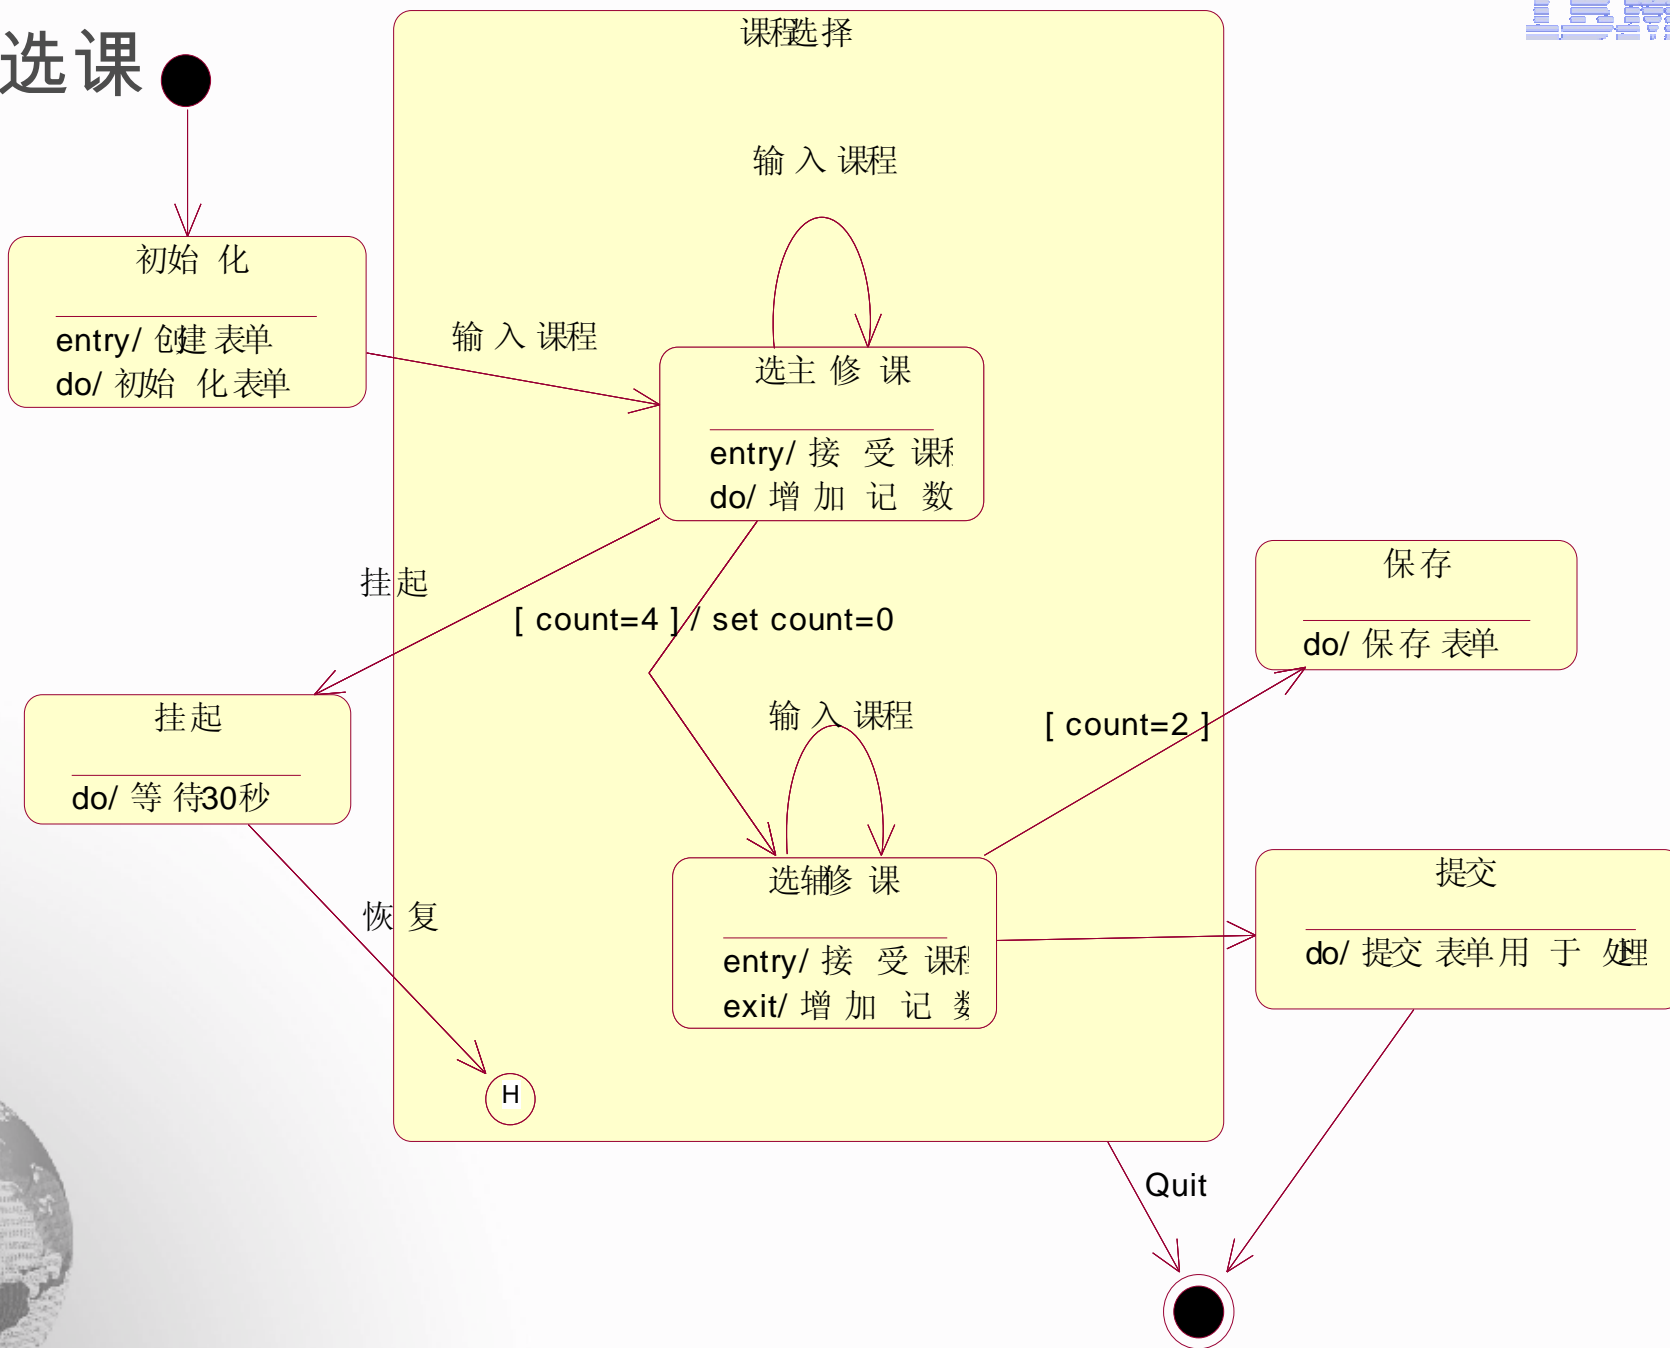 选课
课程选择
输入课程
初始化
entry/ 创建表单
do/ 初始化表单
输入课程
选主修课
entry/ 接受课程
do/ 增加记数
挂起
[ count=4 ] / set count=0
保存
do/ 保存表单
挂起
do/ 等待30秒
输入课程
[ count=2 ]
恢复
选辅修课
entry/ 接受课程
exit/ 增加记数
提交
do/ 提交表单用于处理
H
Quit
IBM